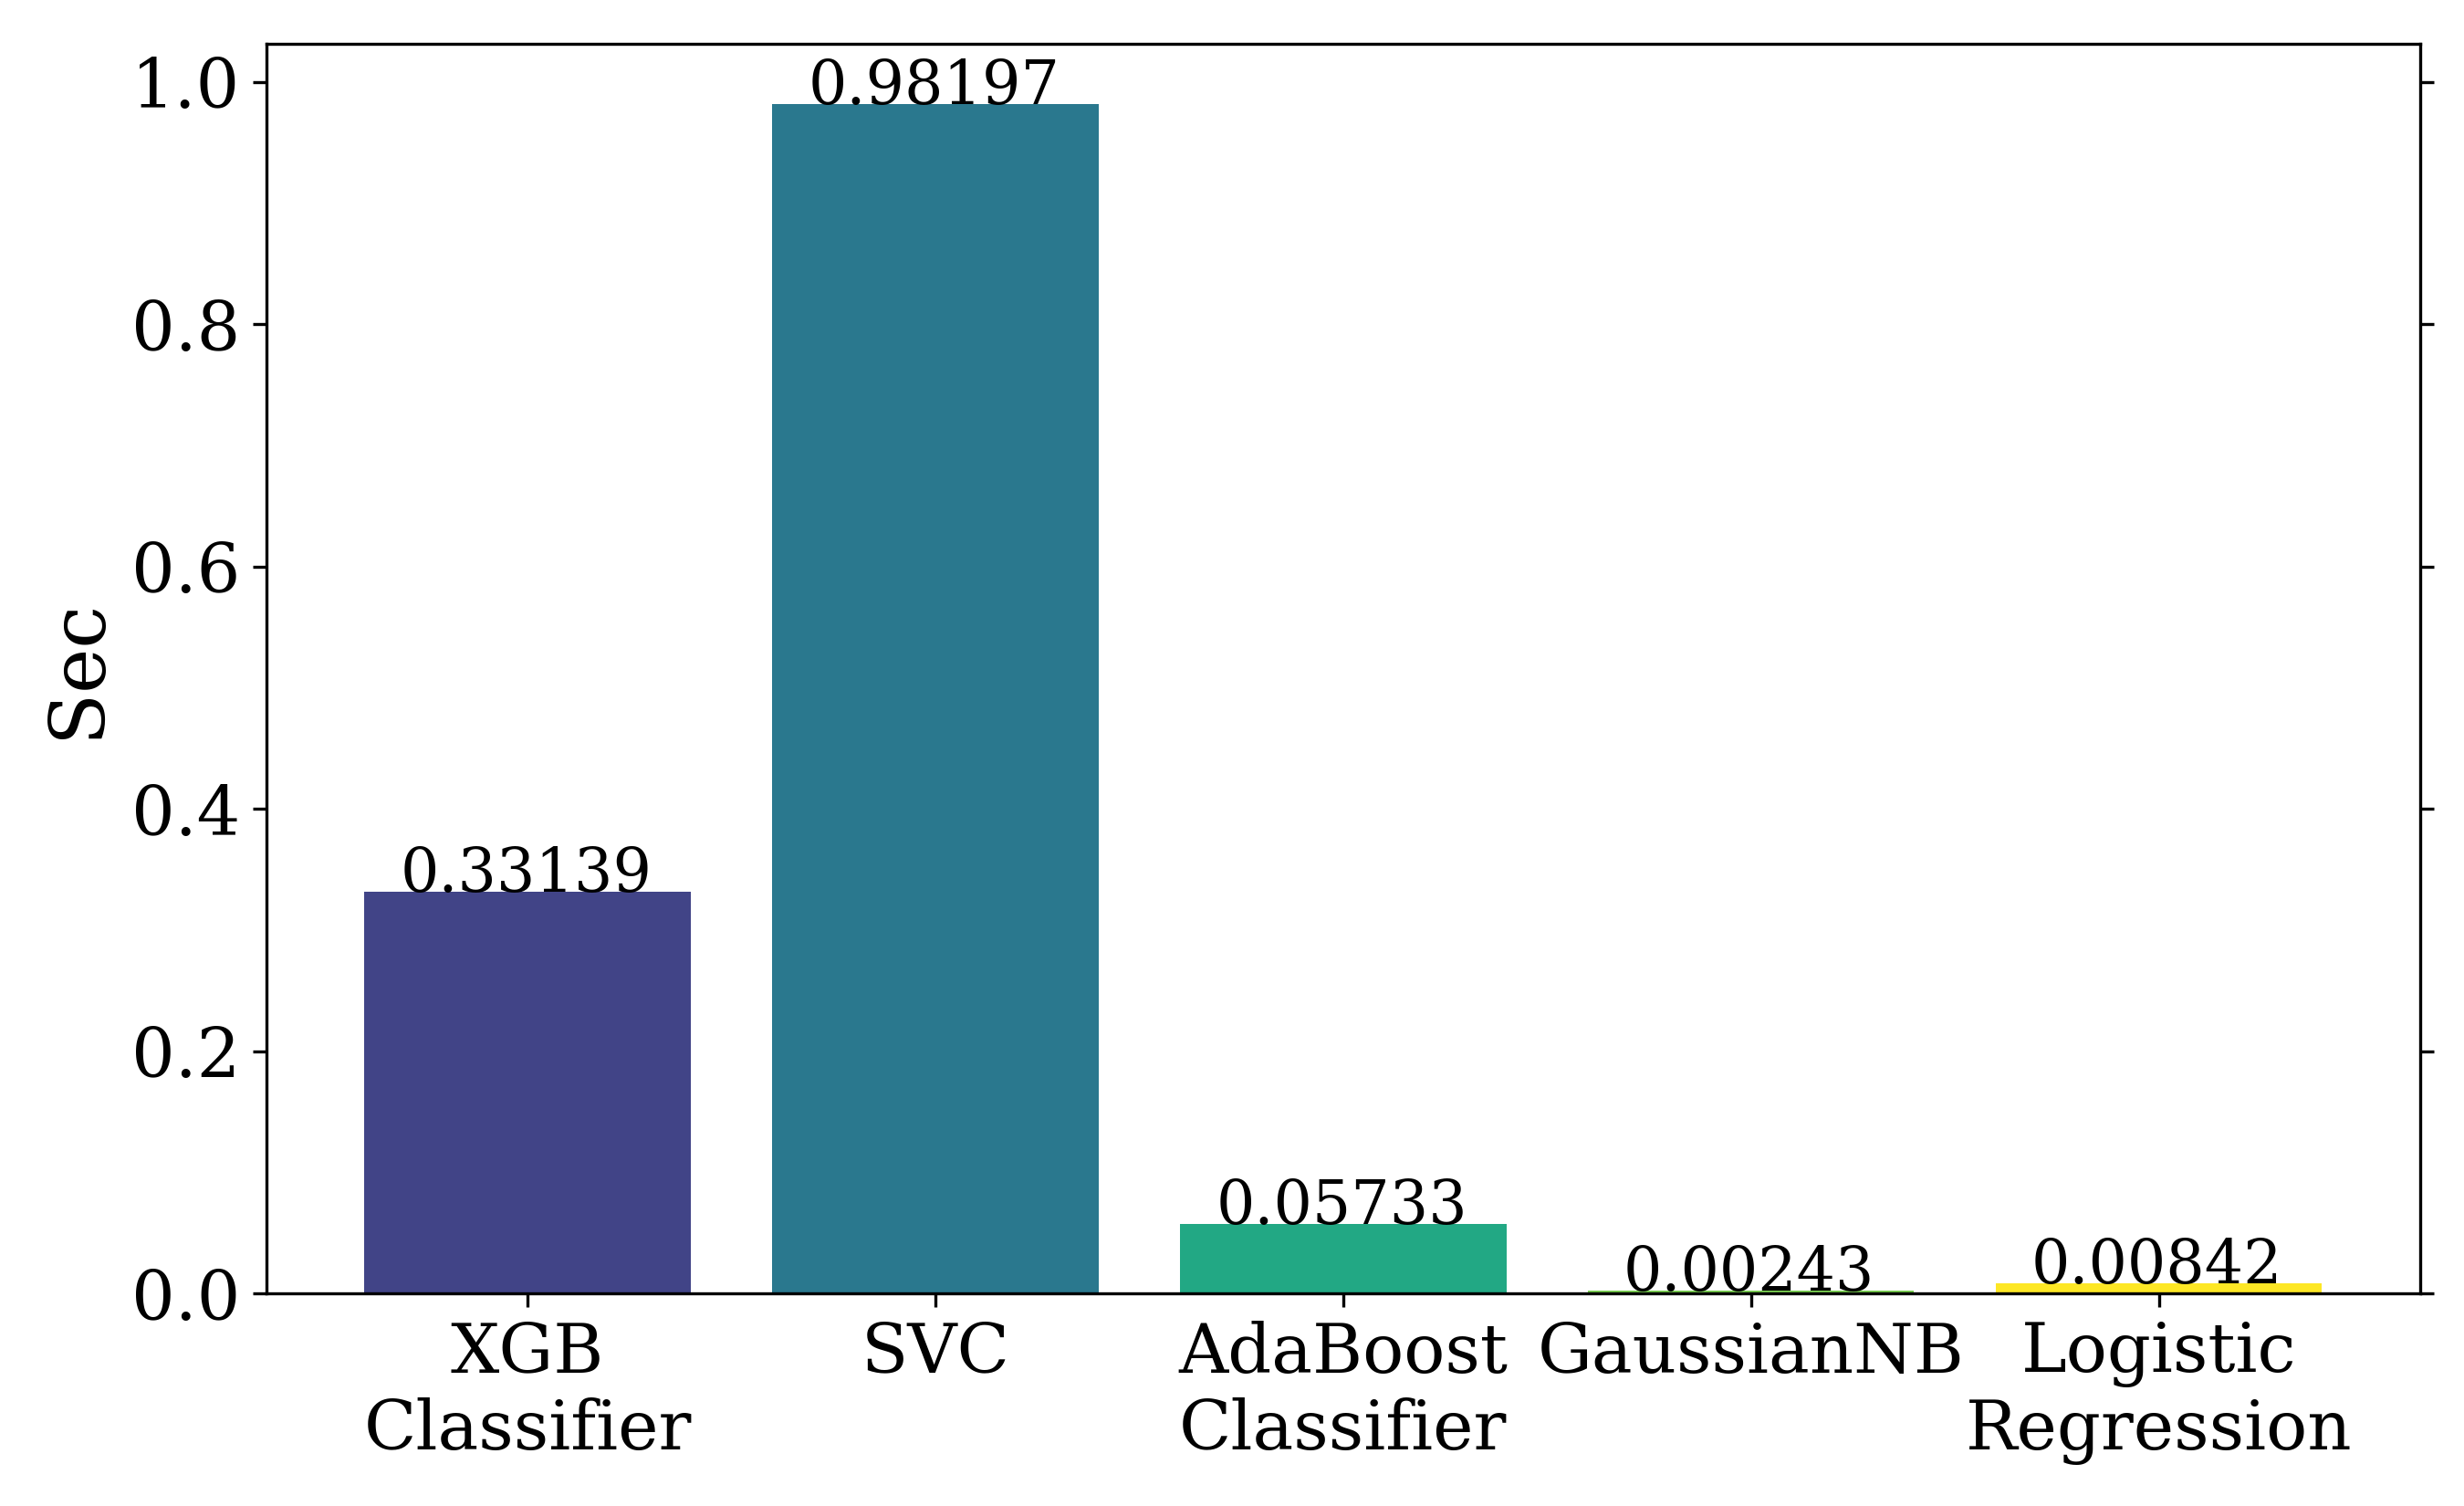 1.0
0.8
0.6
0.4
0.2
0.0
Sec
0.33139
0.98197
0.05733
0.00243
0.00842
XGB
Classifier
SVC
AdaBoost
Classifier
GaussianNB
Logistic
Regression